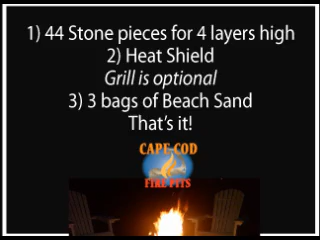 1) 44 Stone pieces for 4 layers high
2) Heat Shield
Grill is optional
3) 3 bags of Beach Sand
That's it!
CAPE COD
FIRE PITS